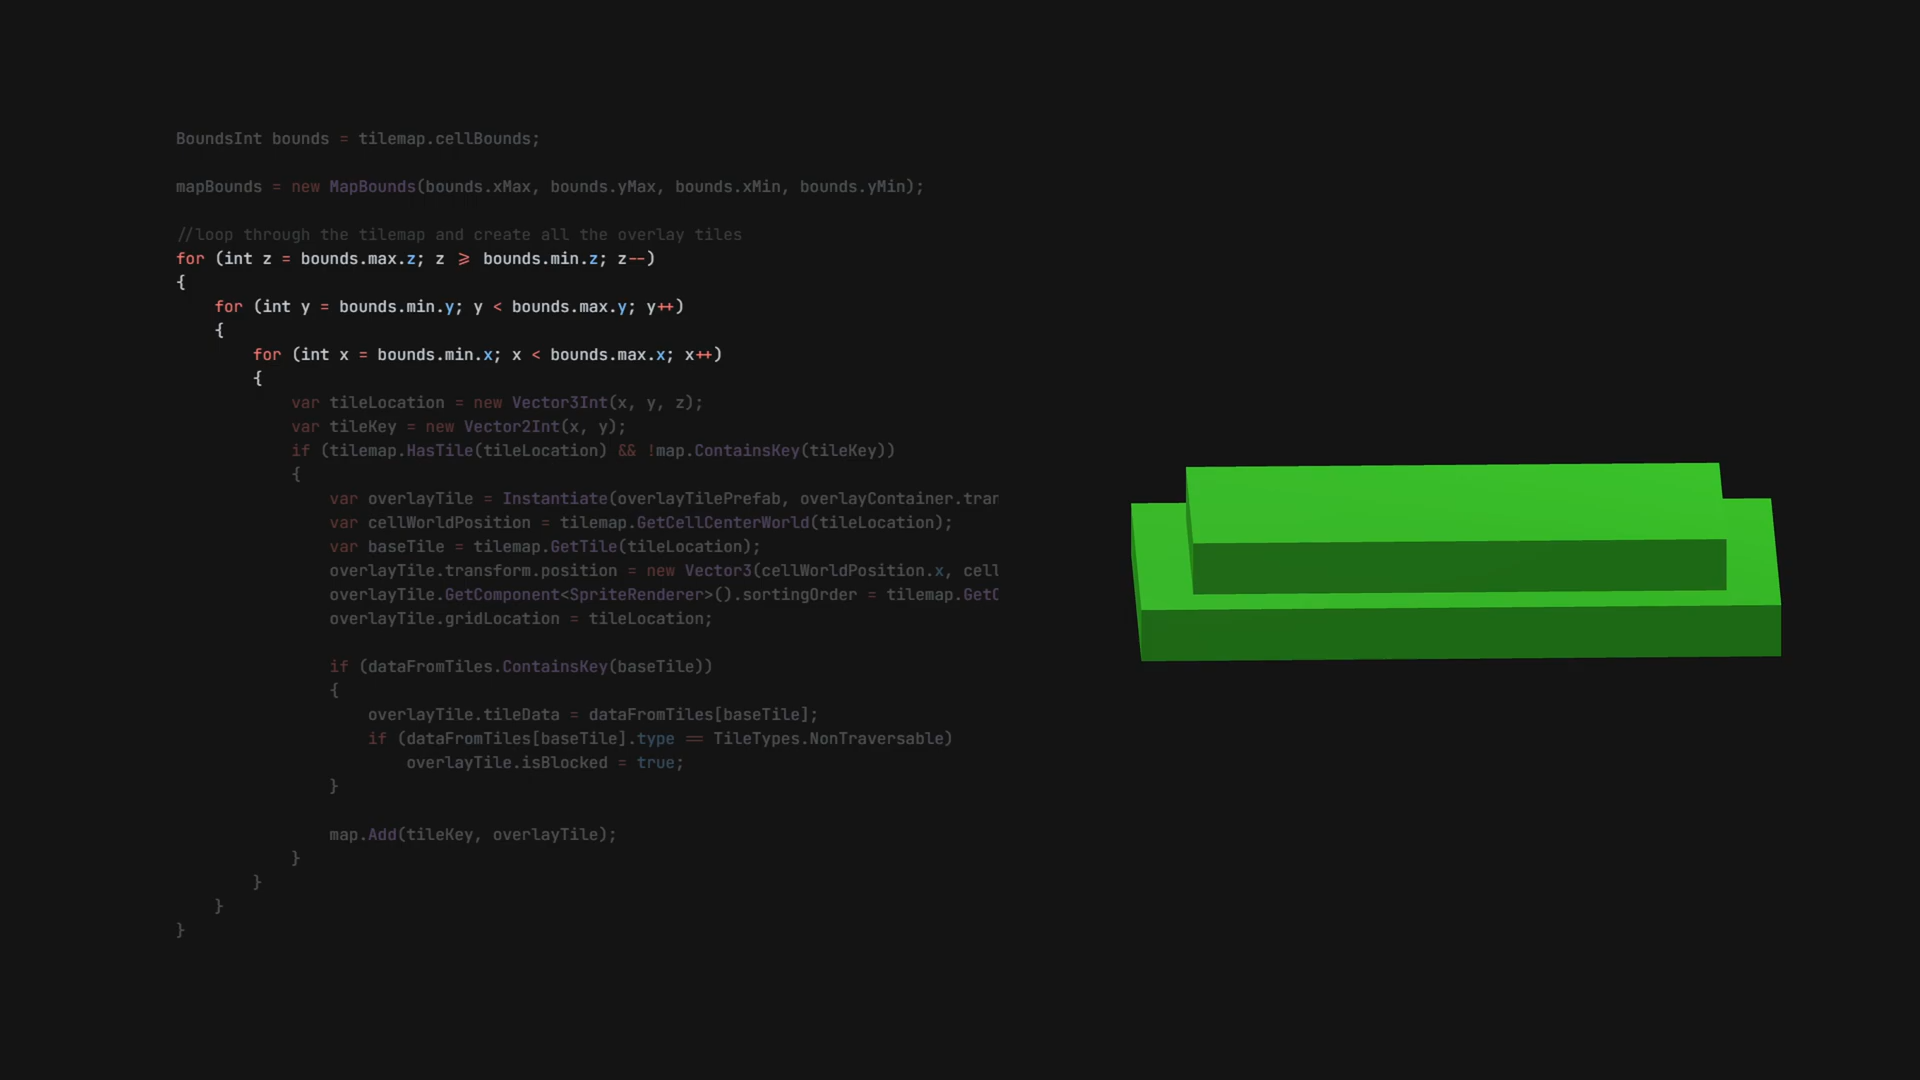 BoundsInt bounds = tilemap.cellBounds;
mapBounds = new MapBounds(bounds.xMax, bounds.yMax, bounds.xMin, bounds.yMin);
//loop through the tilemap and create all the overlay tiles
for (int z = bounds.max.z; z >= bounds.min.z; z--)
{
for (int y = bounds.min.y; y < bounds.max.y; y++)
{
for (int x = bounds.min.x; x < bounds.max.x; x++)
{
var tileLocation = new Vector3Int(x, y, z);
var tileKey = new Vector2Int(x, y);
if (tilemap.HasTile(tileLocation) && !map.ContainsKey(tileKey))
{
var overlayTile = Instantiate(overlayTilePrefab, overlayContainer.tran
var cellWorldPosition = tilemap.GetCellCenterWorld(tileLocation);
var baseTile = tilemap.GetTile(tileLocation);
overlayTile.transform.position = new Vector3(cellWorldPosition.x, cell
overlayTile.GetComponent<SpriteRenderer>().sortingOrder = tilemap.GetC
overlayTile.gridLocation = tileLocation;
if (dataFromTiles.ContainsKey(baseTile))
{
overlayTile.tileData = dataFromTiles[baseTile];
if (dataFromTiles[baseTile].type == TileTypes.NonTraversable)
overlayTile.isBlocked = true;
}
map.Add(tileKey, overlayTile);
}
}
}
}